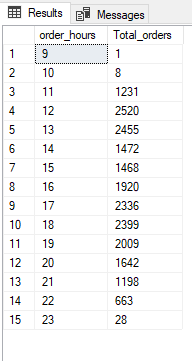 Results Messages
order_hours Total_orders
1 9 1
2 10 8
3 11 1231
4 12 2520
5 13 2455
6 14 1472
7 15 1468
8 16 1920
9 17 2336
10 18 2399
11 19 2009
12 20 1642
13 21 1198
14 22 663
15 23 28